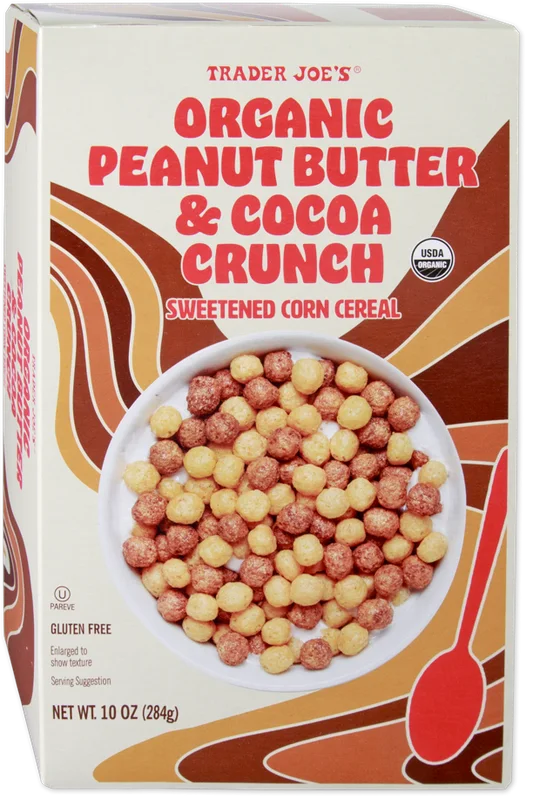 TRADER JOE'S®
ORGANIC
PEANUT BUTTER
& COCOA
CRUNCH
USDA
ORGANIC
SWEETENED CORN CEREAL
U
PAREVE
GLUTEN FREE
Enlarged to
show texture
Serving Suggestion
NET WT. 10 OZ (284g)